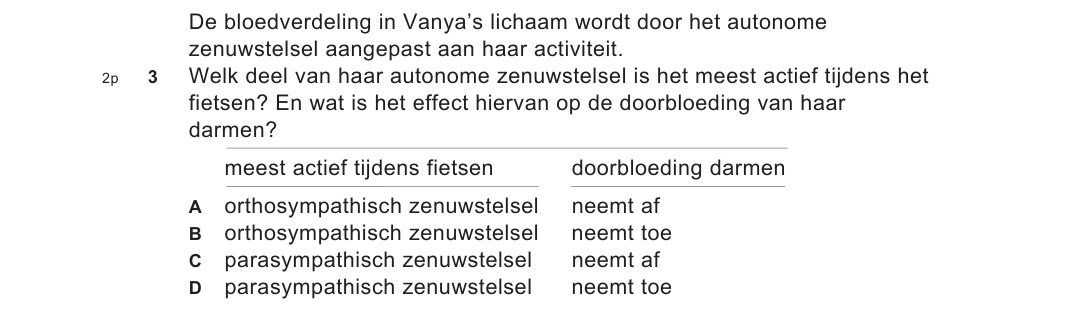 De bloedverdeling in Vanya’s lichaam wordt door het autonome
zenuwstelsel aangepast aan haar activiteit.
2p 3 Welk deel van haar autonome zenuwstelsel is het meest actief tijdens het
fietsen? En wat is het effect hiervan op de doorbloeding van haar
darmen?
meest actief tijdens fietsen doorbloeding darmen
A orthosympathisch zenuwstelsel neemt af
B orthosympathisch zenuwstelsel neemt toe
C parasympathisch zenuwstelsel neemt af
D parasympathisch zenuwstelsel neemt toe